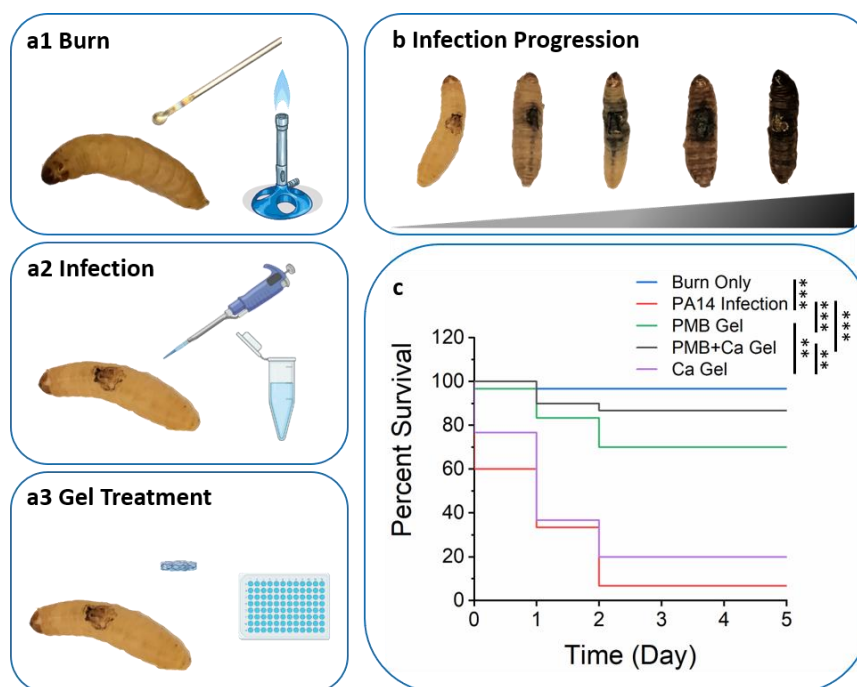 a1 Burn
b Infection Progression
a2 Infection
a3 Gel Treatment
c
Burn Only
PA14 Infection
PMB Gel
PMB+Ca Gel
Ca Gel
***
***
***
**
**
Percent Survival
120
100
80
60
40
20
0
0 1 2 3 4 5
Time (Day)